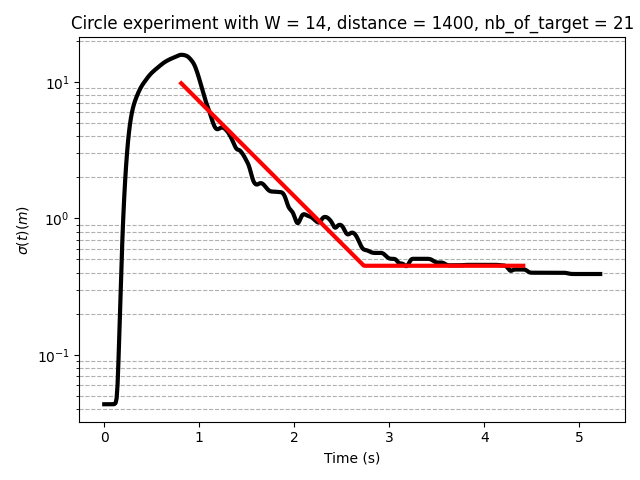 Circle experiment with W = 14, distance = 1400, nb_of_target = 21
10¹
10⁰
10⁻¹
σ(t)(m)
0 1 2 3 4 5
Time (s)